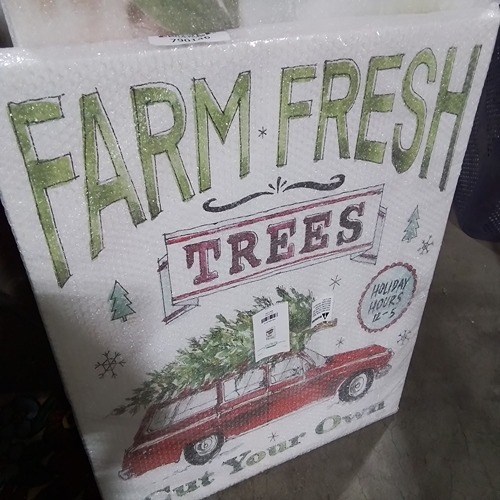 FARM FRESH
TREES
HOLIDAY
HOURS
12-5
Cut Your Own